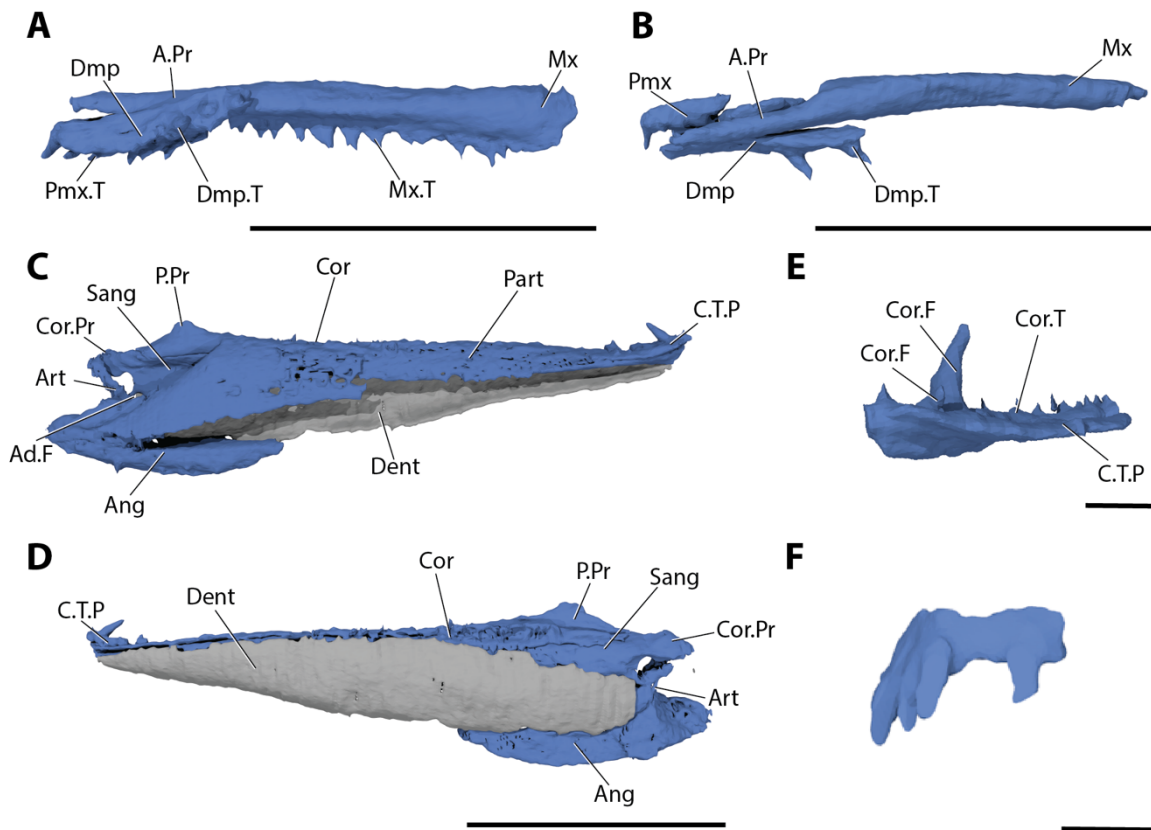 A
A.Pr
Dmp
Mx
Pmx.T
Dmp.T
Mx.T
B
A.Pr
Pmx
Mx
Dmp
Dmp.T
C
P.Pr
Cor
Sang
Part
Cor.Pr
C.T.P
Art
Ad.F
Ang
Dent
E
Cor.F
Cor.T
Cor.F
C.T.P
D
Cor
P.Pr
Dent
Sang
C.T.P
Cor.Pr
Art
Ang
F